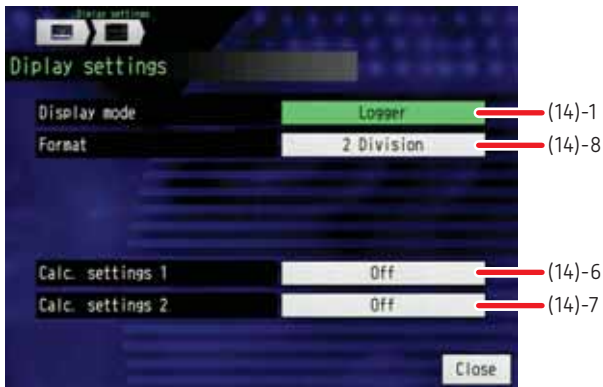 Display settings
Diplay settings
Display mode Logger (14)-1
Format 2 Division (14)-8
Calc. settings 1 Off (14)-6
Calc. settings 2 Off (14)-7
Close